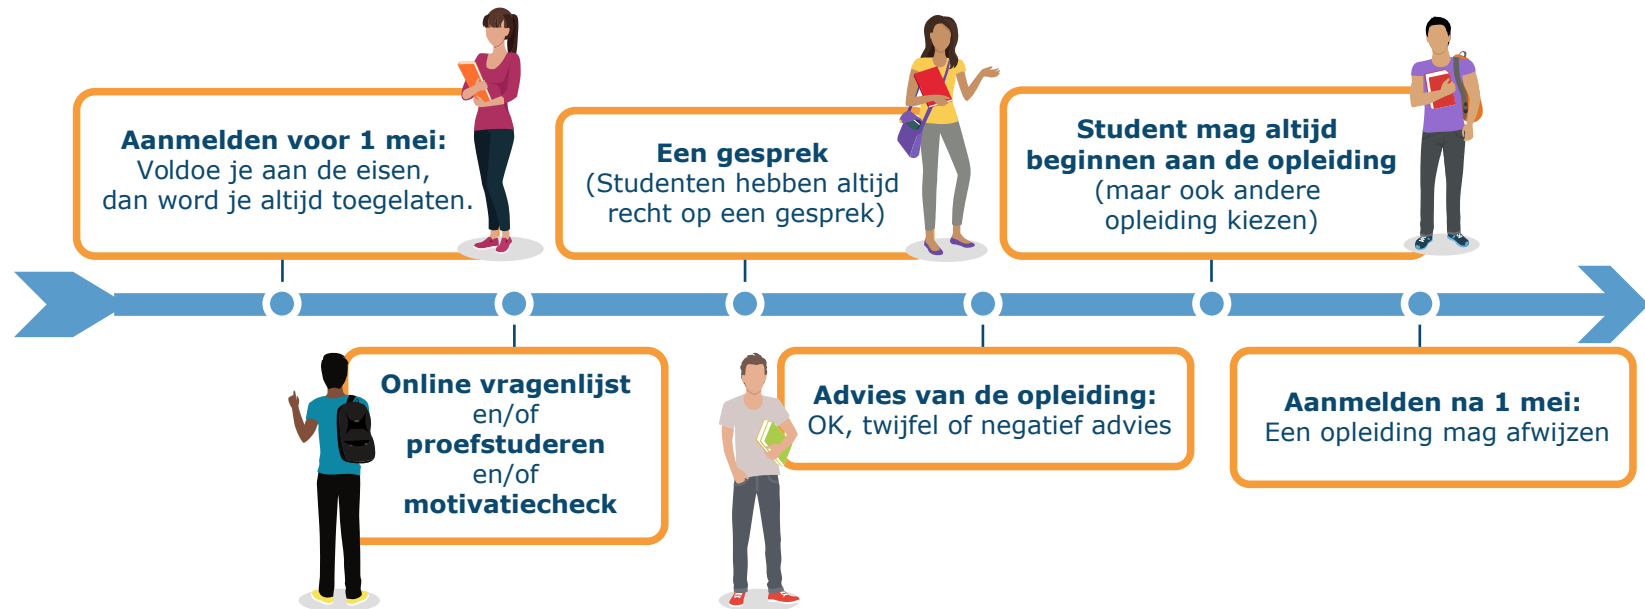 Aanmelden voor 1 mei:
Voldoe je aan de eisen,
dan word je altijd toegelaten.
Online vragenlijst
en/of
proefstuderen
en/of
motivatiecheck
Een gesprek
(Studenten hebben altijd
recht op een gesprek)
Advies van de opleiding:
OK, twijfel of negatief advies
Student mag altijd
beginnen aan de opleiding
(maar ook andere
opleiding kiezen)
Aanmelden na 1 mei:
Een opleiding mag afwijzen